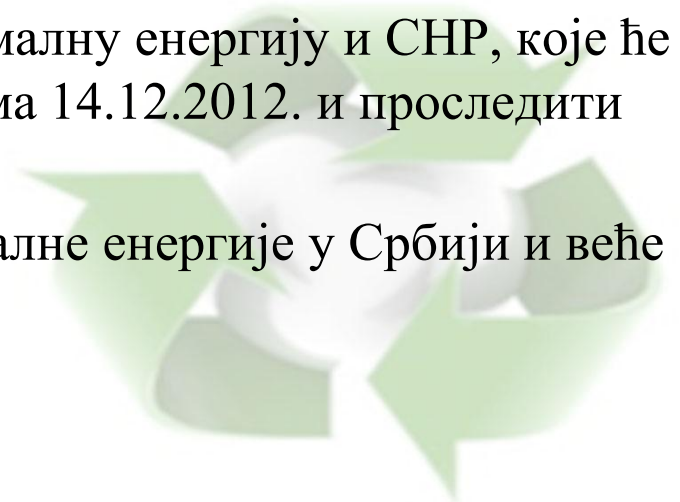 малну енергију и CHP, које ће
ма 14.12.2012. и проследити
алне енергије у Србији и веће